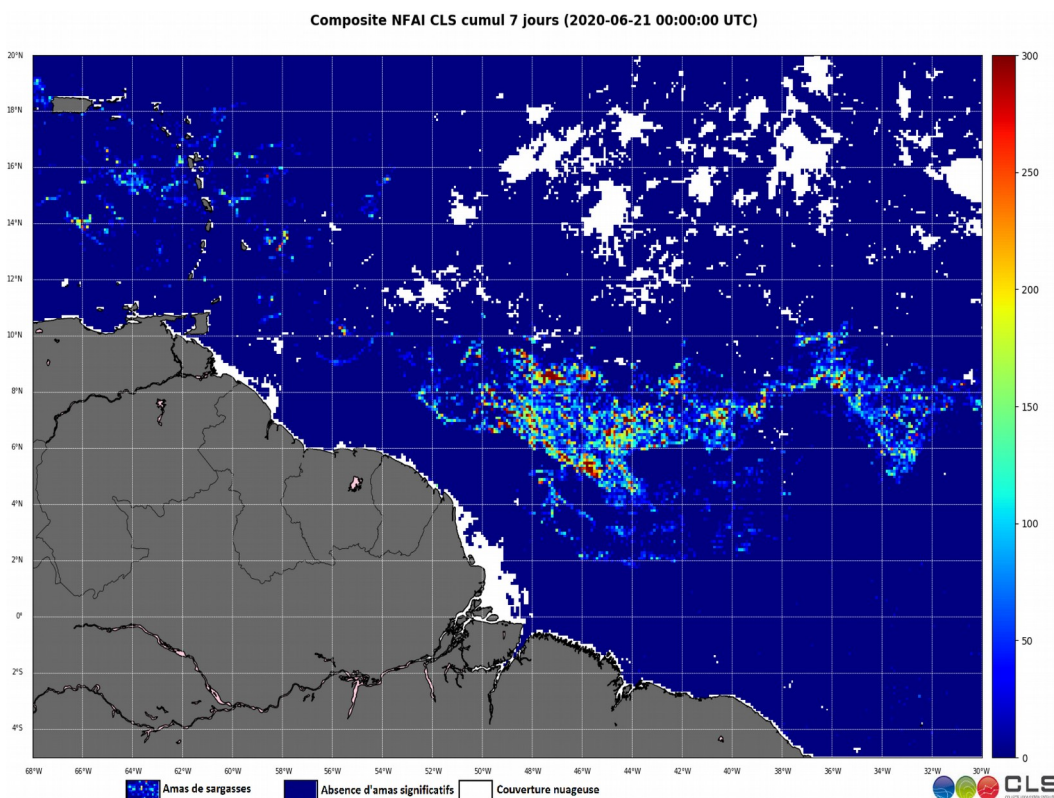 Composite NFAI CLS cumul 7 jours (2020-06-21 00:00:00 UTC)
20°N
18°N
16°N
14°N
12°N
10°N
8°N
6°N
4°N
2°N
0°
2°S
4°S
300
250
200
150
100
50
0
68°W 66°W 64°W 62°W 60°W 58°W 56°W 54°W 52°W 50°W 48°W 46°W 44°W 42°W 40°W 38°W 36°W 34°W 32°W 30°W
Amas de sargasses Absence d'amas significatifs Couverture nuageuse
CLS